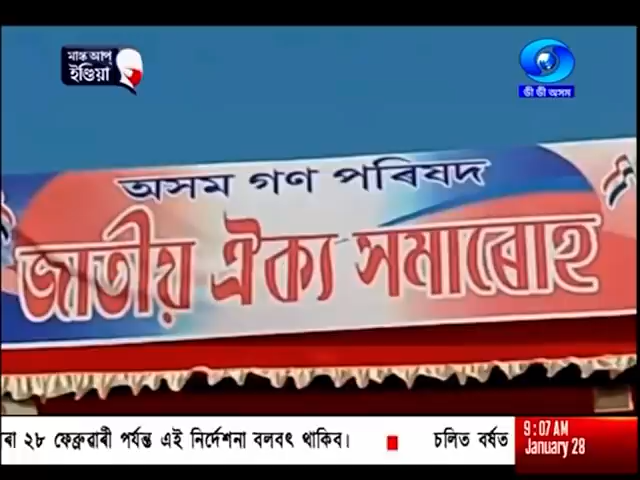 মাস্ক আপ্
ইণ্ডিয়া
ডী ডী অসম
অসম গণ পৰিষদ
জাতীয় ঐক্য সমাৰোহ
ৰা ২৮ ফেব্ৰুৱাৰী পৰ্যন্ত এই নিৰ্দেশনা বলবৎ থাকিব। ■ চলিত বৰ্ষত
9:07 AM
January 28